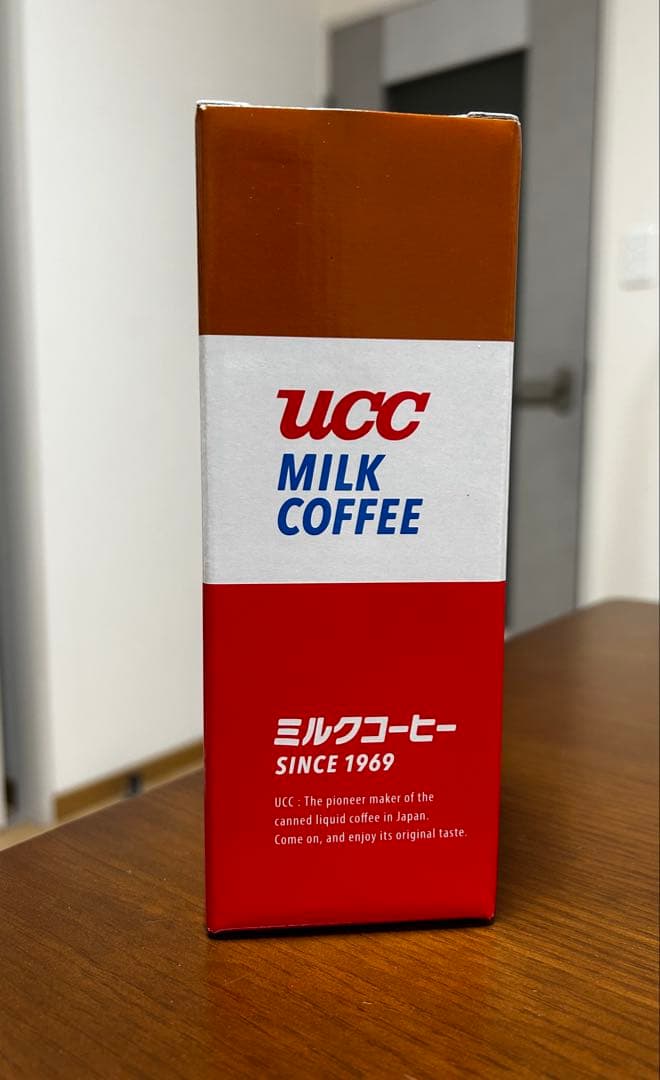 UCC
MILK
COFFEE
ミルクコーヒー
SINCE 1969
UCC : The pioneer maker of the
canned liquid coffee in Japan.
Come on, and enjoy its original taste.